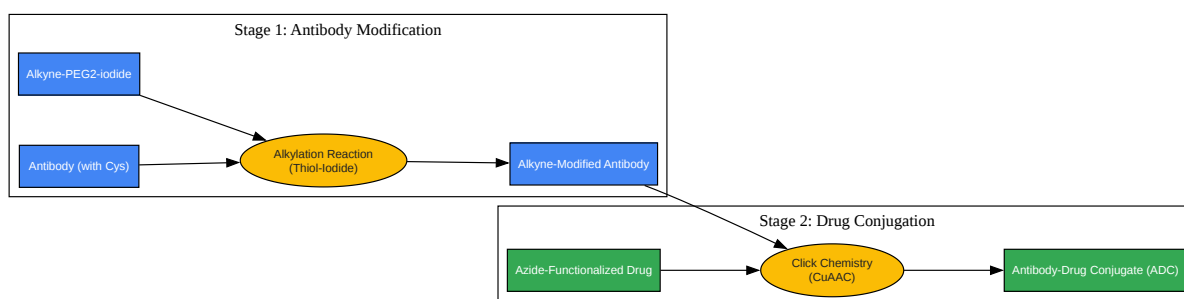 Stage 1: Antibody Modification
Alkyne-PEG2-iodide
Antibody (with Cys)
Alkylation Reaction
(Thiol-Iodide)
Alkyne-Modified Antibody
Stage 2: Drug Conjugation
Azide-Functionalized Drug
Click Chemistry
(CuAAC)
Antibody-Drug Conjugate (ADC)